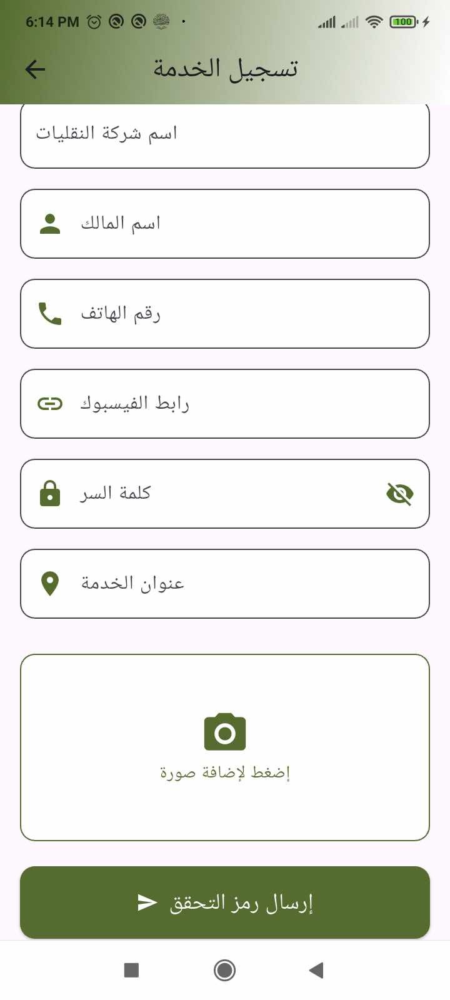 6:14 PM
100
تسجيل الخدمة
اسم شركة النقليات
اسم المالك
رقم الهاتف
رابط الفيسبوك
كلمة السر
عنوان الخدمة
إضغط لإضافة صورة
إرسال رمز التحقق